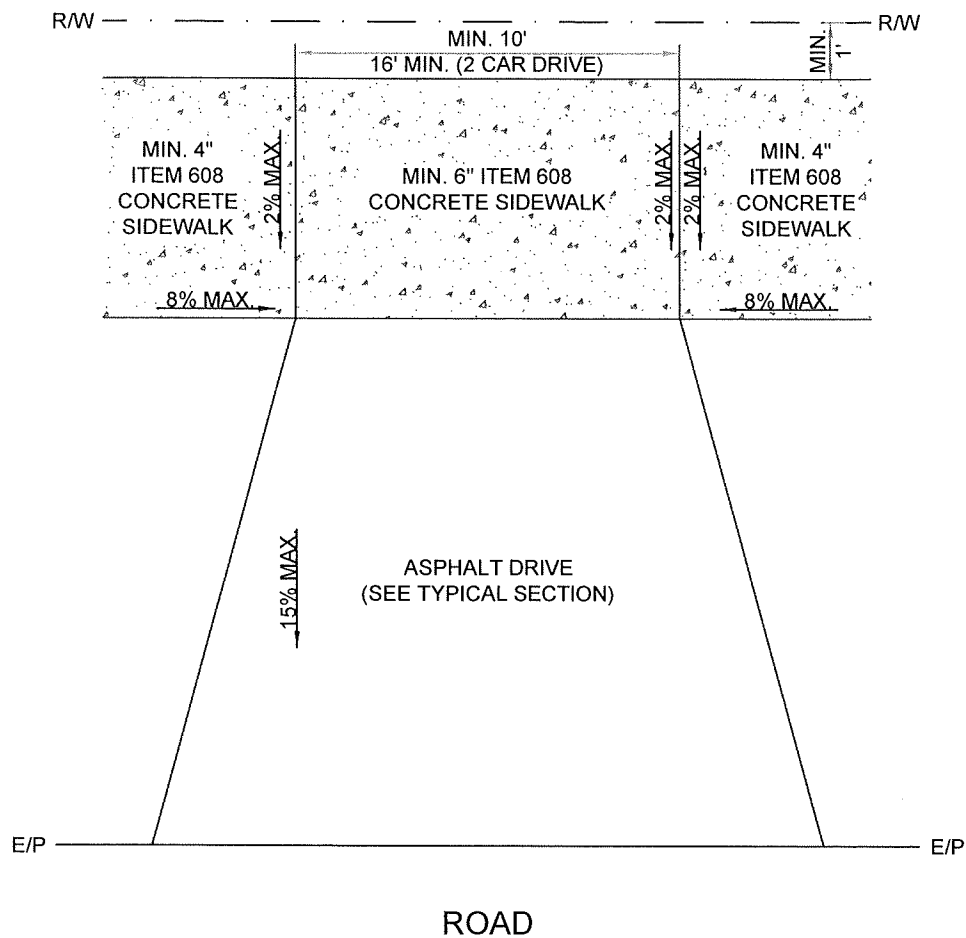 R/W
R/W
MIN. 10'
16' MIN. (2 CAR DRIVE)
MIN.
1'
MIN. 4"
ITEM 608
CONCRETE
SIDEWALK
2% MAX.
MIN. 6" ITEM 608
CONCRETE SIDEWALK
2% MAX.
2% MAX.
MIN. 4"
ITEM 608
CONCRETE
SIDEWALK
8% MAX.
8% MAX.
15% MAX.
ASPHALT DRIVE
(SEE TYPICAL SECTION)
E/P
E/P
ROAD